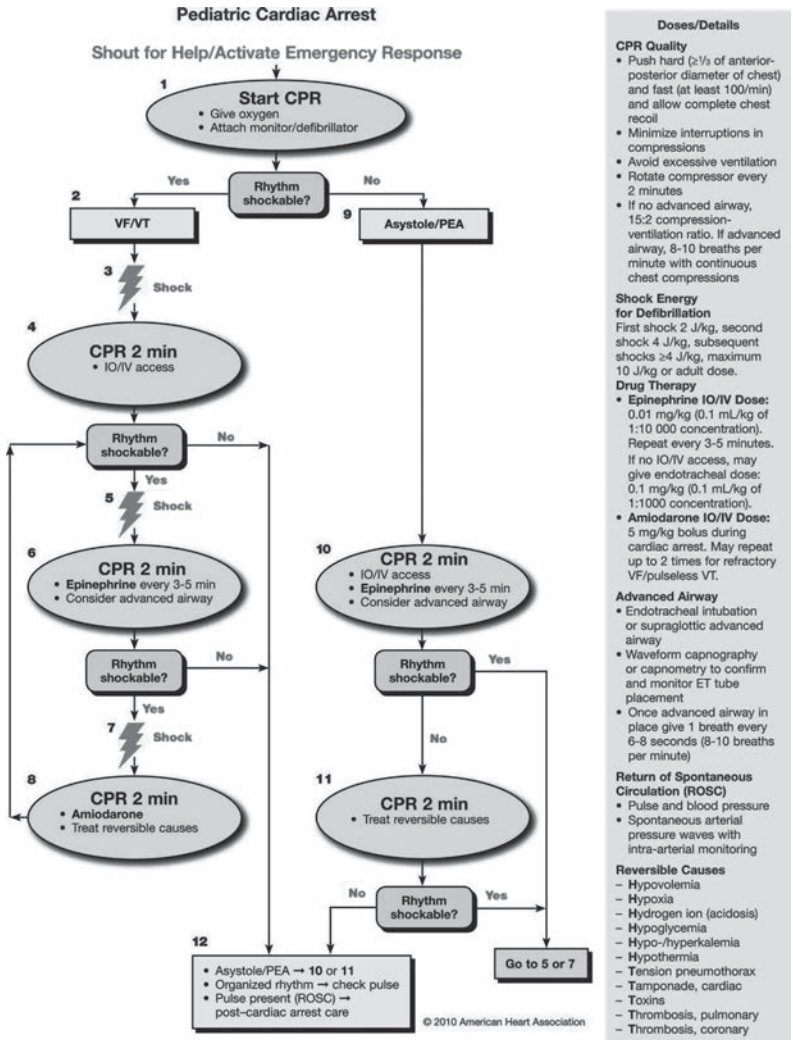 Pediatric Cardiac Arrest
Shout for Help/Activate Emergency Response
1
Start CPR
• Give oxygen
• Attach monitor/defibrillator
Rhythm
shockable?
Yes
No
2
VF/VT
9
Asystole/PEA
3
Shock
4
CPR 2 min
• IO/IV access
Rhythm
shockable?
No
Yes
5
Shock
6
CPR 2 min
• Epinephrine every 3-5 min
• Consider advanced airway
10
CPR 2 min
• IO/IV access
• Epinephrine every 3-5 min
• Consider advanced airway
Rhythm
shockable?
No
Yes
Rhythm
shockable?
Yes
No
7
Shock
8
CPR 2 min
• Amiodarone
• Treat reversible causes
11
CPR 2 min
• Treat reversible causes
No
Rhythm
shockable?
Yes
12
• Asystole/PEA → 10 or 11
• Organized rhythm → check pulse
• Pulse present (ROSC) →
post–cardiac arrest care
Go to 5 or 7
© 2010 American Heart Association
Doses/Details
CPR Quality
• Push hard (≥1/3 of anterior-
posterior diameter of chest)
and fast (at least 100/min)
and allow complete chest
recoil
• Minimize interruptions in
compressions
• Avoid excessive ventilation
• Rotate compressor every
2 minutes
• If no advanced airway,
15:2 compression-
ventilation ratio. If advanced
airway, 8-10 breaths per
minute with continuous
chest compressions
Shock Energy
for Defibrillation
First shock 2 J/kg, second
shock 4 J/kg, subsequent
shocks ≥4 J/kg, maximum
10 J/kg or adult dose.
Drug Therapy
• Epinephrine IO/IV Dose:
0.01 mg/kg (0.1 mL/kg of
1:10 000 concentration).
Repeat every 3-5 minutes.
If no IO/IV access, may
give endotracheal dose:
0.1 mg/kg (0.1 mL/kg of
1:1000 concentration).
• Amiodarone IO/IV Dose:
5 mg/kg bolus during
cardiac arrest. May repeat
up to 2 times for refractory
VF/pulseless VT.
Advanced Airway
• Endotracheal intubation
or supraglottic advanced
airway
• Waveform capnography
or capnometry to confirm
and monitor ET tube
placement
• Once advanced airway in
place give 1 breath every
6-8 seconds (8-10 breaths
per minute)
Return of Spontaneous
Circulation (ROSC)
• Pulse and blood pressure
• Spontaneous arterial
pressure waves with
intra-arterial monitoring
Reversible Causes
– Hypovolemia
– Hypoxia
– Hydrogen ion (acidosis)
– Hypoglycemia
– Hypo-/hyperkalemia
– Hypothermia
– Tension pneumothorax
– Tamponade, cardiac
– Toxins
– Thrombosis, pulmonary
– Thrombosis, coronary